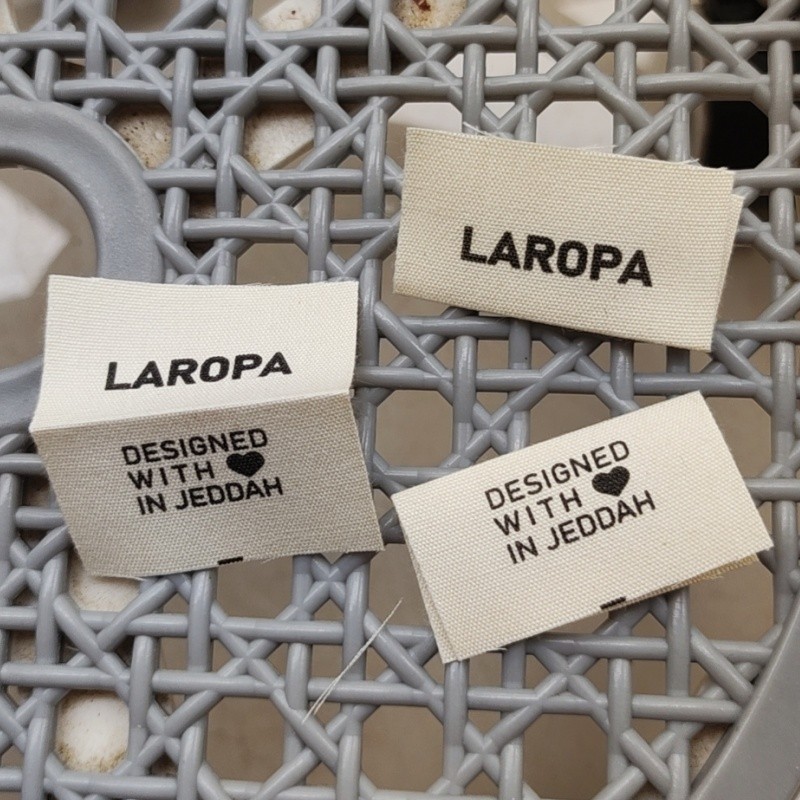 LAROPA
LAROPA
DESIGNED
WITH ♥
IN JEDDAH
DESIGNED
WITH ♥
IN JEDDAH